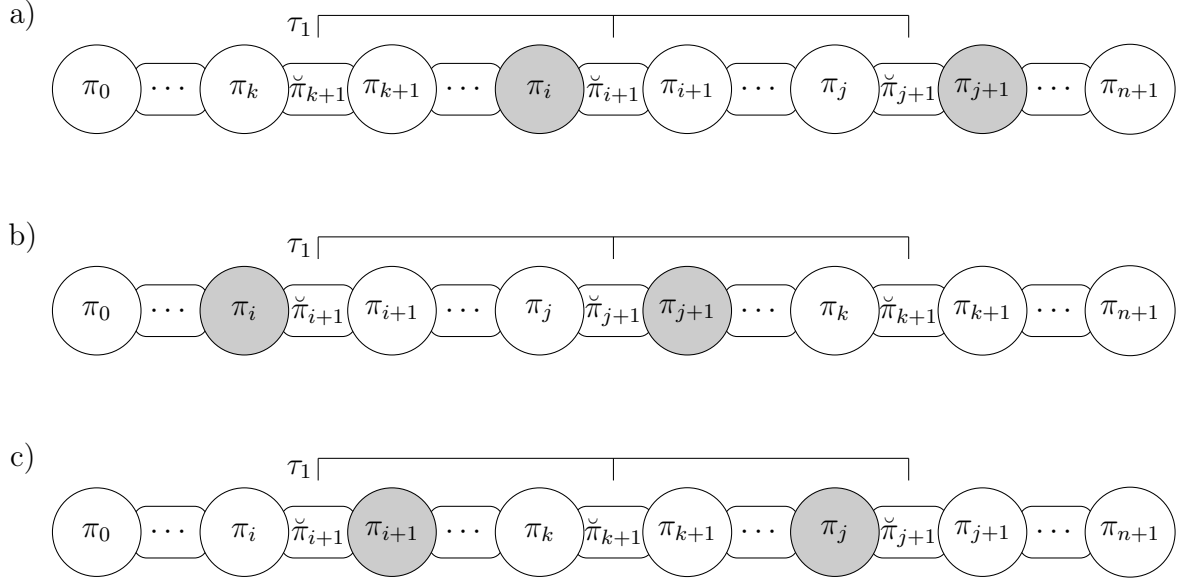 a) τ₁
π₀ ··· πₖ π̆ₖ₊₁ πₖ₊₁ ··· πᵢ π̆ᵢ₊₁ πᵢ₊₁ ··· πⱼ π̆ⱼ₊₁ πⱼ₊₁ ··· πₙ₊₁
b) τ₁
π₀ ··· πᵢ π̆ᵢ₊₁ πᵢ₊₁ ··· πⱼ π̆ⱼ₊₁ πⱼ₊₁ ··· πₖ π̆ₖ₊₁ πₖ₊₁ ··· πₙ₊₁
c) τ₁
π₀ ··· πᵢ π̆ᵢ₊₁ πᵢ₊₁ ··· πₖ π̆ₖ₊₁ πₖ₊₁ ··· πⱼ π̆ⱼ₊₁ πⱼ₊₁ ··· πₙ₊₁